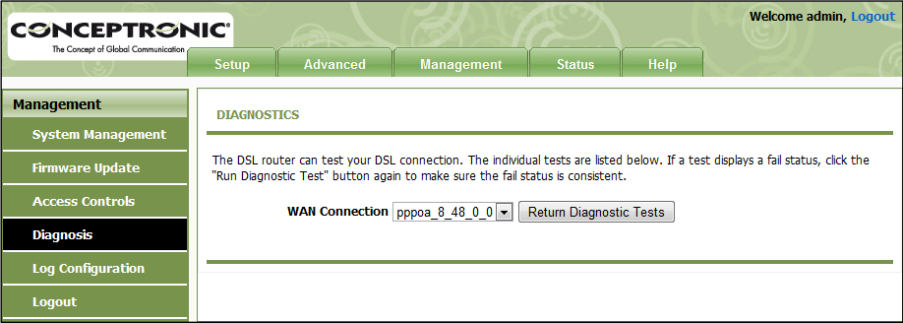 Welcome admin, Logout
CONCEPTRONIC®
The Concept of Global Communication
Setup Advanced Management Status Help
Management
System Management
Firmware Update
Access Controls
Diagnosis
Log Configuration
Logout
DIAGNOSTICS
The DSL router can test your DSL connection. The individual tests are listed below. If a test displays a fail status, click the
"Run Diagnostic Test" button again to make sure the fail status is consistent.
WAN Connection pppoa_8_48_0_0 Return Diagnostic Tests